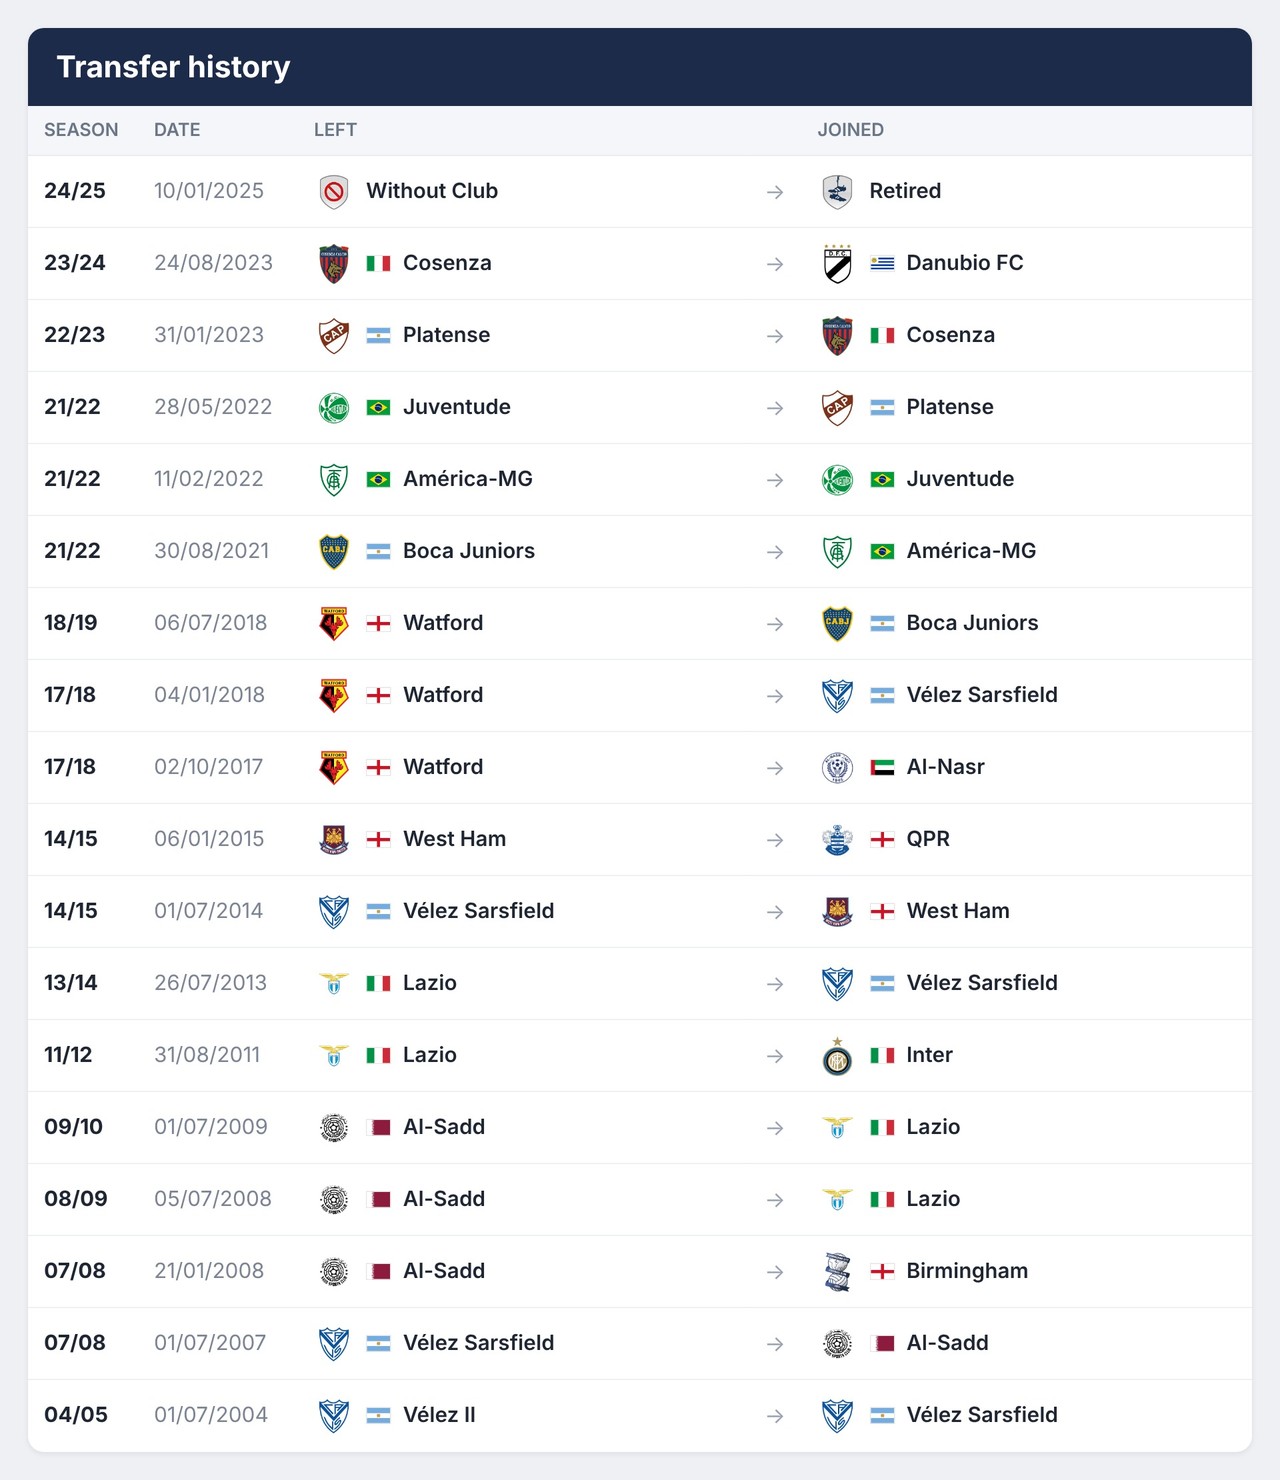 Transfer history
SEASON DATE LEFT JOINED
24/25 10/01/2025 Without Club → Retired
23/24 24/08/2023 Cosenza → Danubio FC
22/23 31/01/2023 Platense → Cosenza
21/22 28/05/2022 Juventude → Platense
21/22 11/02/2022 América-MG → Juventude
21/22 30/08/2021 Boca Juniors → América-MG
18/19 06/07/2018 Watford → Boca Juniors
17/18 04/01/2018 Watford → Vélez Sarsfield
17/18 02/10/2017 Watford → Al-Nasr
14/15 06/01/2015 West Ham → QPR
14/15 01/07/2014 Vélez Sarsfield → West Ham
13/14 26/07/2013 Lazio → Vélez Sarsfield
11/12 31/08/2011 Lazio → Inter
09/10 01/07/2009 Al-Sadd → Lazio
08/09 05/07/2008 Al-Sadd → Lazio
07/08 21/01/2008 Al-Sadd → Birmingham
07/08 01/07/2007 Vélez Sarsfield → Al-Sadd
04/05 01/07/2004 Vélez II → Vélez Sarsfield